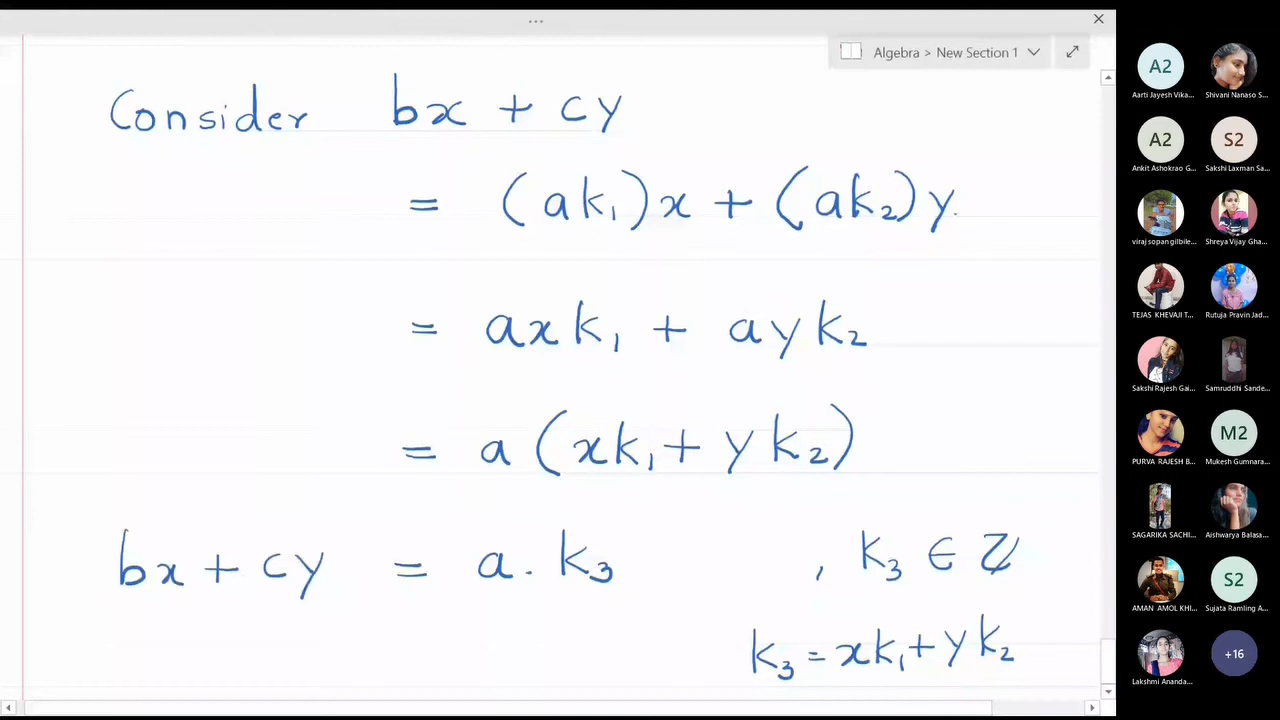 Algebra > New Section 1
Consider bx + cy
= (ak₁)x + (ak₂)y.
= axk₁ + ayk₂
= a(xk₁ + yk₂)
bx + cy = a. k₃ , k₃ ∈ ℤ
k₃ = xk₁ + yk₂
A2
Aarti Jayesh Vika...
Shivani Nanaso S...
A2
S2
Ankit Ashokrao G...
Sakshi Laxman Sa...
viraj sopan gilbile...
Shreya Vijay Gha...
TEJAS KHEVAJI T...
Rutuja Pravin Jad...
Sakshi Rajesh Gai...
Samruddhi Sande...
M2
PURVA RAJESH B...
Mukesh Gumnara...
SAGARIKA SACHI...
Aishwarya Balasa...
S2
AMAN AMOL KHI...
Sujata Ramling A...
+16
Lakshmi Ananda...